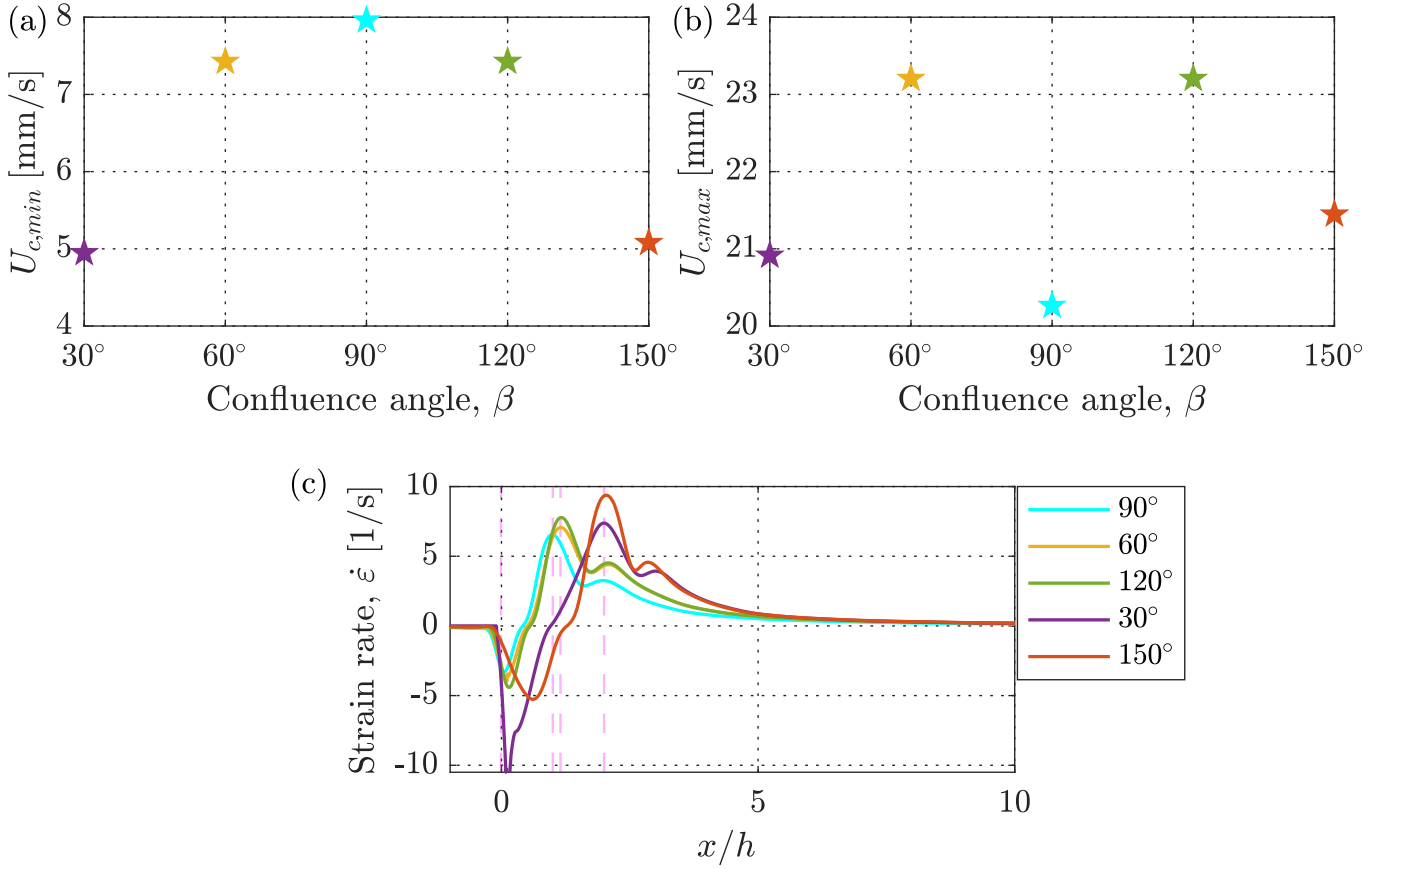 (a)
8
7
6
5
4
U_{c,min} [mm/s]
30° 60° 90° 120° 150°
Confluence angle, β
(b)
24
23
22
21
20
U_{c,max} [mm/s]
30° 60° 90° 120° 150°
Confluence angle, β
(c)
10
5
0
-5
-10
Strain rate, ε̇ [1/s]
0 5 10
x/h
90°
60°
120°
30°
150°